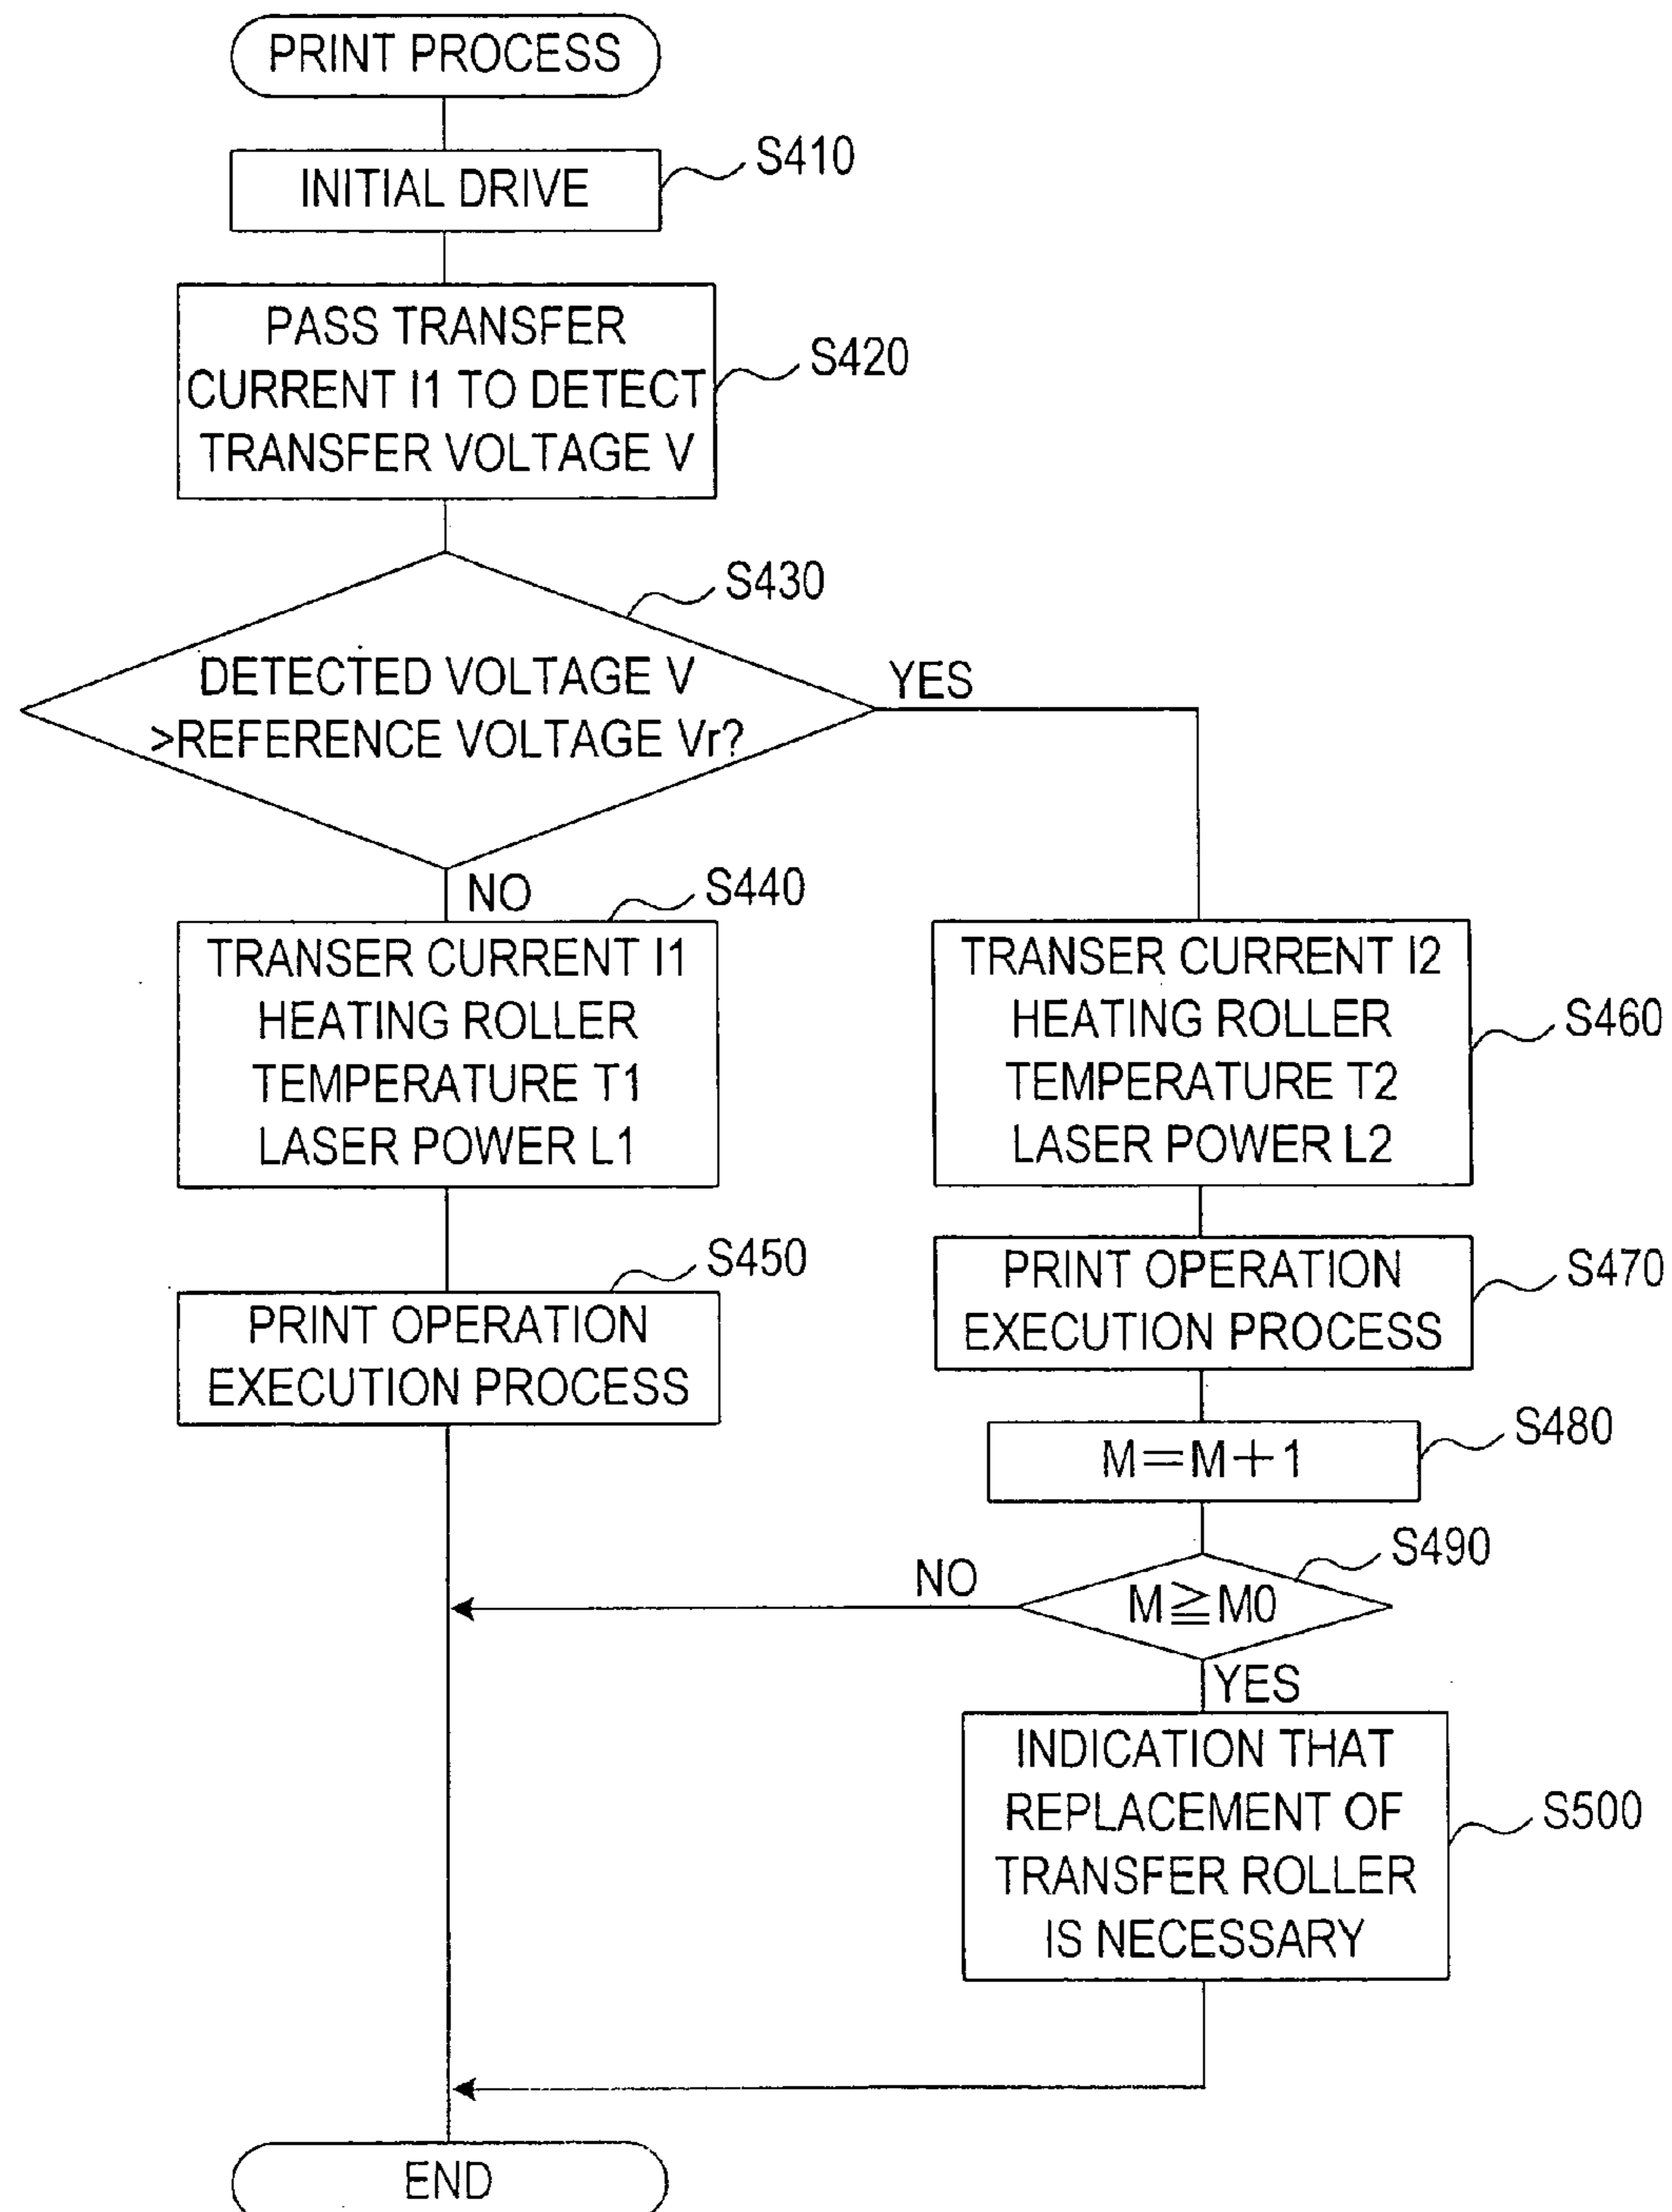 PRINT PROCESS
INITIAL DRIVE
S410
PASS TRANSFER
CURRENT I1 TO DETECT
TRANSFER VOLTAGE V
S420
S430
DETECTED VOLTAGE V
>REFERENCE VOLTAGE Vr?
YES
NO
S440
TRANSER CURRENT I1
HEATING ROLLER
TEMPERATURE T1
LASER POWER L1
TRANSER CURRENT I2
HEATING ROLLER
TEMPERATURE T2
LASER POWER L2
S460
S450
PRINT OPERATION
EXECUTION PROCESS
PRINT OPERATION
EXECUTION PROCESS
S470
M=M+1
S480
S490
NO
M≧M0
YES
INDICATION THAT
REPLACEMENT OF
TRANSFER ROLLER
IS NECESSARY
S500
END